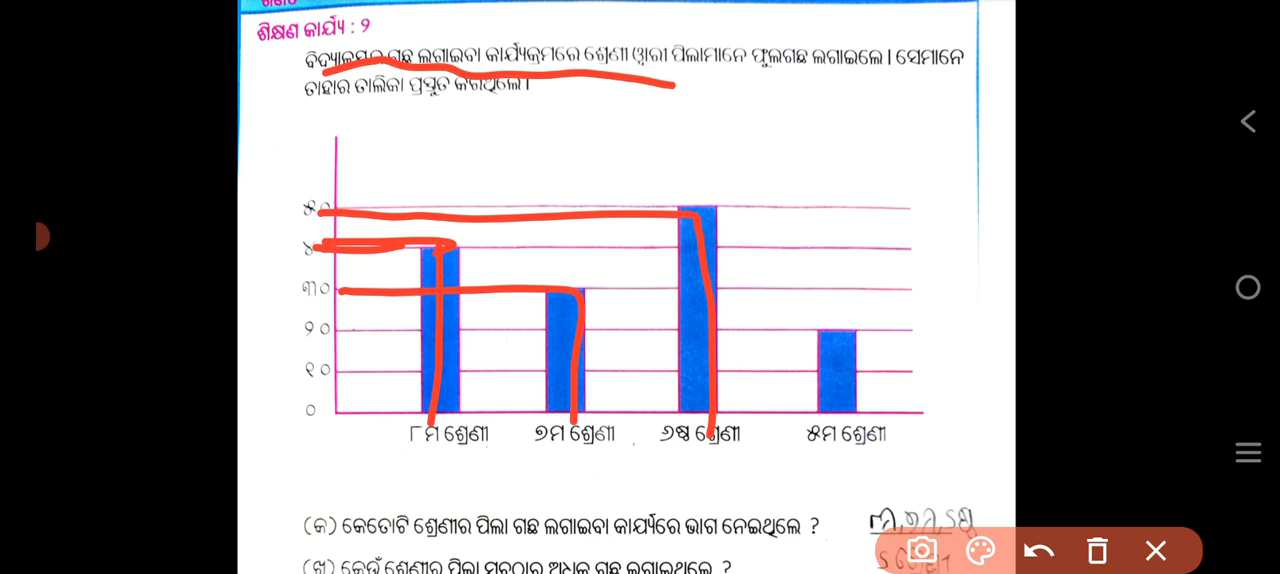 ଶିକ୍ଷଣ କାର୍ଯ୍ୟ : ୨
ବିଦ୍ୟାଳୟର ଗଛ ଲଗାଇବା କାର୍ଯ୍ୟକ୍ରମରେ ଶ୍ରେଣୀ ୱାରୀ ପିଲାମାନେ ଫୁଲଗଛ ଲଗାଇଲେ । ସେମାନେ
ତାହାର ତାଲିକା ପ୍ରସ୍ତୁତ କରିଥିଲେ ।
୫୦
୩୦
୨୦
୧୦
୦
୮ମ ଶ୍ରେଣୀ ୭ମ ଶ୍ରେଣୀ ୬ଷ୍ଠ ଶ୍ରେଣୀ ୫ମ ଶ୍ରେଣୀ
(କ) କେତୋଟି ଶ୍ରେଣୀର ପିଲା ଗଛ ଲଗାଇବା କାର୍ଯ୍ୟରେ ଭାଗ ନେଇଥିଲେ ?
(ଖ) କେଉଁ ଶ୍ରେଣୀର ପିଲା ସବୁଠାରୁ ଅଧିକ ଗଛ ଲଗାଇଥିଲେ ?